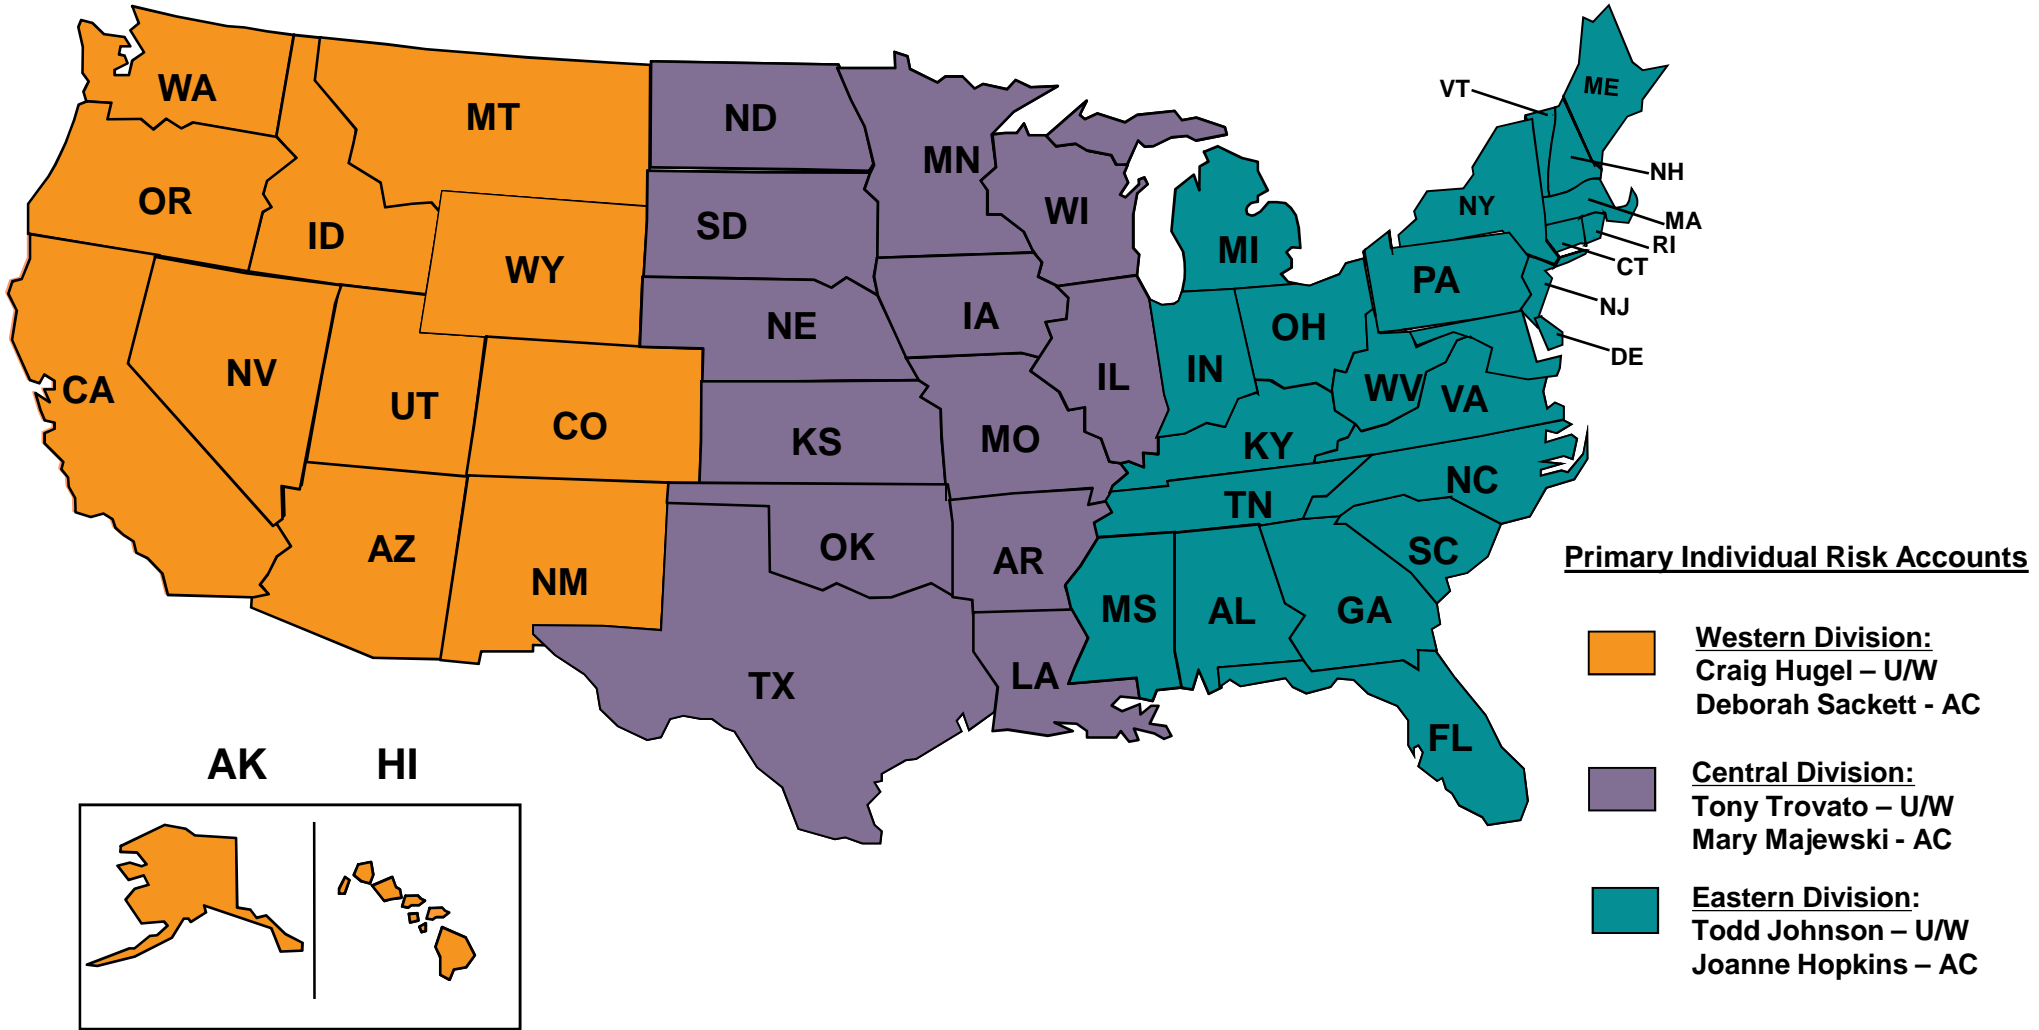 WA
MT
ND
MN
VT
ME
OR
ID
WY
SD
WI
MI
NY
NH
MA
RI
CT
NJ
DE
PA
CA
NV
UT
CO
NE
IA
IL
IN
OH
WV
VA
KS
MO
KY
NC
TN
AZ
NM
OK
AR
SC
MS
AL
GA
TX
LA
FL
AK
HI
Primary Individual Risk Accounts
Western Division:
Craig Hugel – U/W
Deborah Sackett - AC
Central Division:
Tony Trovato – U/W
Mary Majewski - AC
Eastern Division:
Todd Johnson – U/W
Joanne Hopkins – AC